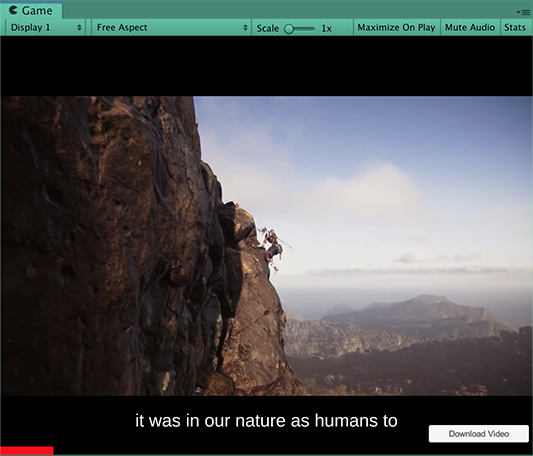 Game
Display 1 Free Aspect Scale 1x Maximize On Play Mute Audio Stats
it was in our nature as humans to
Download Video